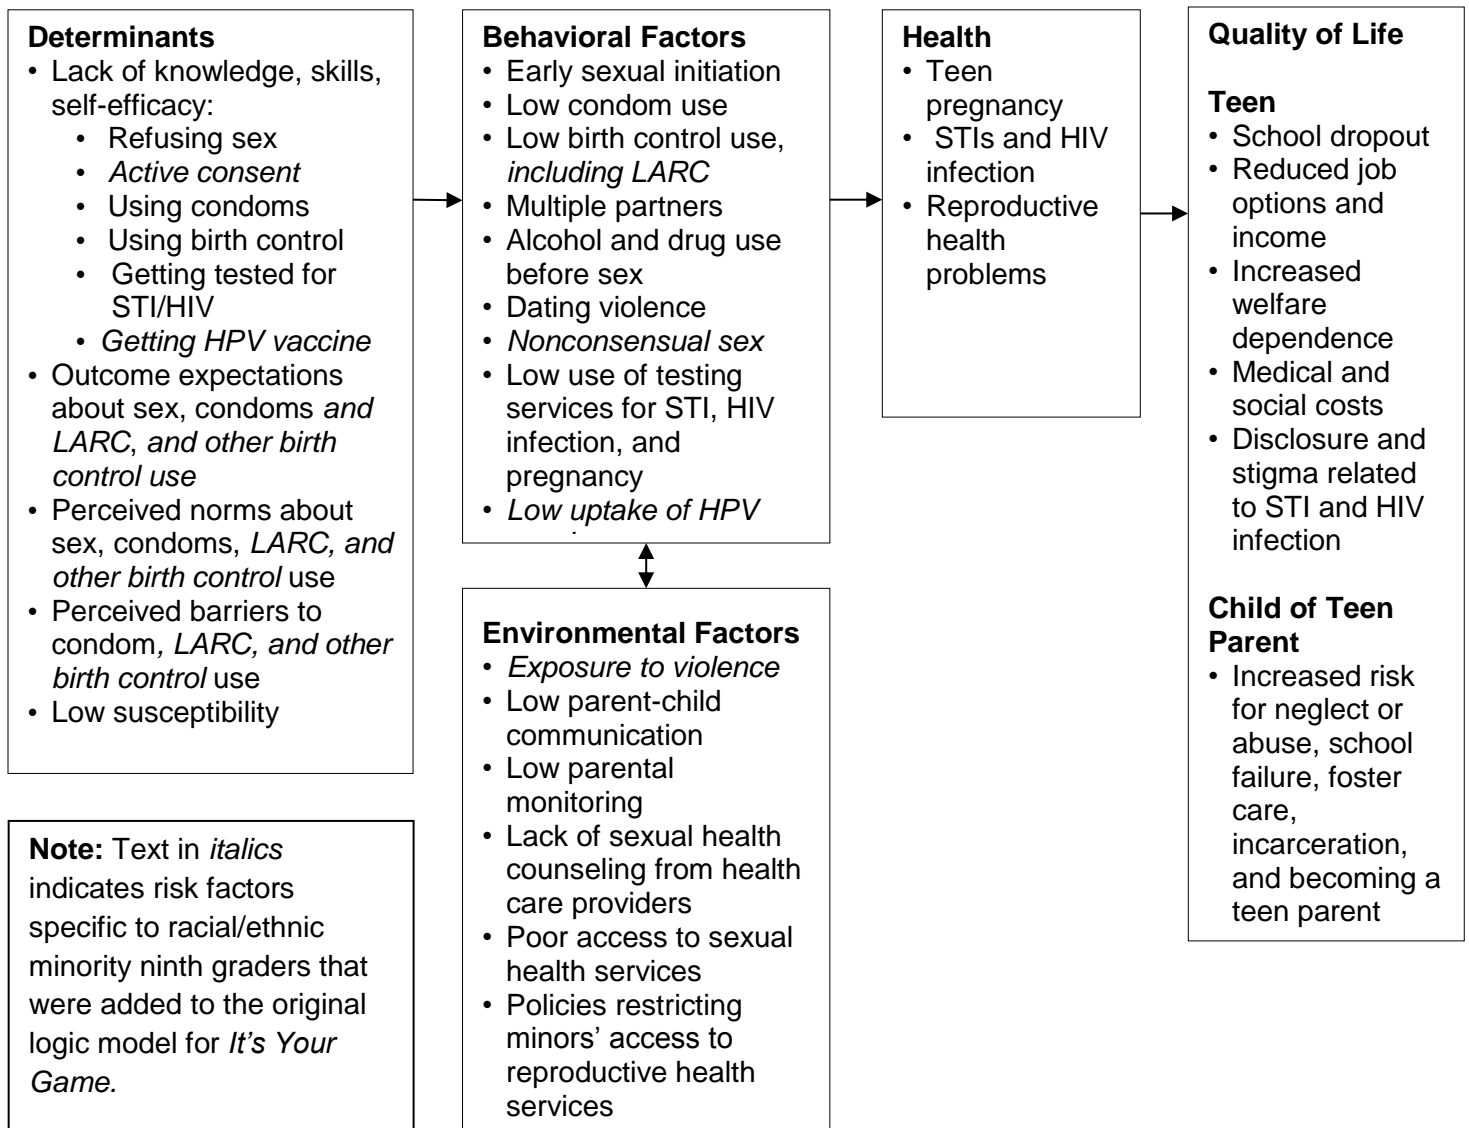 Determinants
• Lack of knowledge, skills,
self-efficacy:
• Refusing sex
• Active consent
• Using condoms
• Using birth control
• Getting tested for
STI/HIV
• Getting HPV vaccine
• Outcome expectations
about sex, condoms and
LARC, and other birth
control use
• Perceived norms about
sex, condoms, LARC, and
other birth control use
• Perceived barriers to
condom, LARC, and other
birth control use
• Low susceptibility
Note: Text in italics
indicates risk factors
specific to racial/ethnic
minority ninth graders that
were added to the original
logic model for It’s Your
Game.
Behavioral Factors
• Early sexual initiation
• Low condom use
• Low birth control use,
including LARC
• Multiple partners
• Alcohol and drug use
before sex
• Dating violence
• Nonconsensual sex
• Low use of testing
services for STI, HIV
infection, and
pregnancy
• Low uptake of HPV
Environmental Factors
• Exposure to violence
• Low parent-child
communication
• Low parental
monitoring
• Lack of sexual health
counseling from health
care providers
• Poor access to sexual
health services
• Policies restricting
minors’ access to
reproductive health
services
Health
• Teen
pregnancy
• STIs and HIV
infection
• Reproductive
health
problems
Quality of Life
Teen
• School dropout
• Reduced job
options and
income
• Increased
welfare
dependence
• Medical and
social costs
• Disclosure and
stigma related
to STI and HIV
infection
Child of Teen
Parent
• Increased risk
for neglect or
abuse, school
failure, foster
care,
incarceration,
and becoming a
teen parent